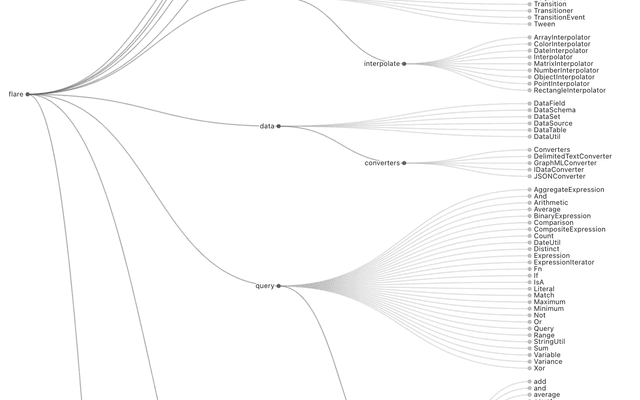 Transition
Transitioner
TransitionEvent
Tween
ArrayInterpolator
ColorInterpolator
DateInterpolator
Interpolator
interpolate
MatrixInterpolator
NumberInterpolator
ObjectInterpolator
PointInterpolator
RectangleInterpolator
flare
DataField
DataSchema
DataSet
DataSource
data
DataTable
DataUtil
Converters
DelimitedTextConverter
converters
GraphMLConverter
IDataConverter
JSONConverter
AggregateExpression
And
Arithmetic
Average
BinaryExpression
Comparison
CompositeExpression
Count
DateUtil
Distinct
Expression
ExpressionIterator
Fn
If
IsA
query
Literal
Match
Maximum
Minimum
Not
Or
Query
Range
StringUtil
Sum
Variable
Variance
Xor
add
and
average